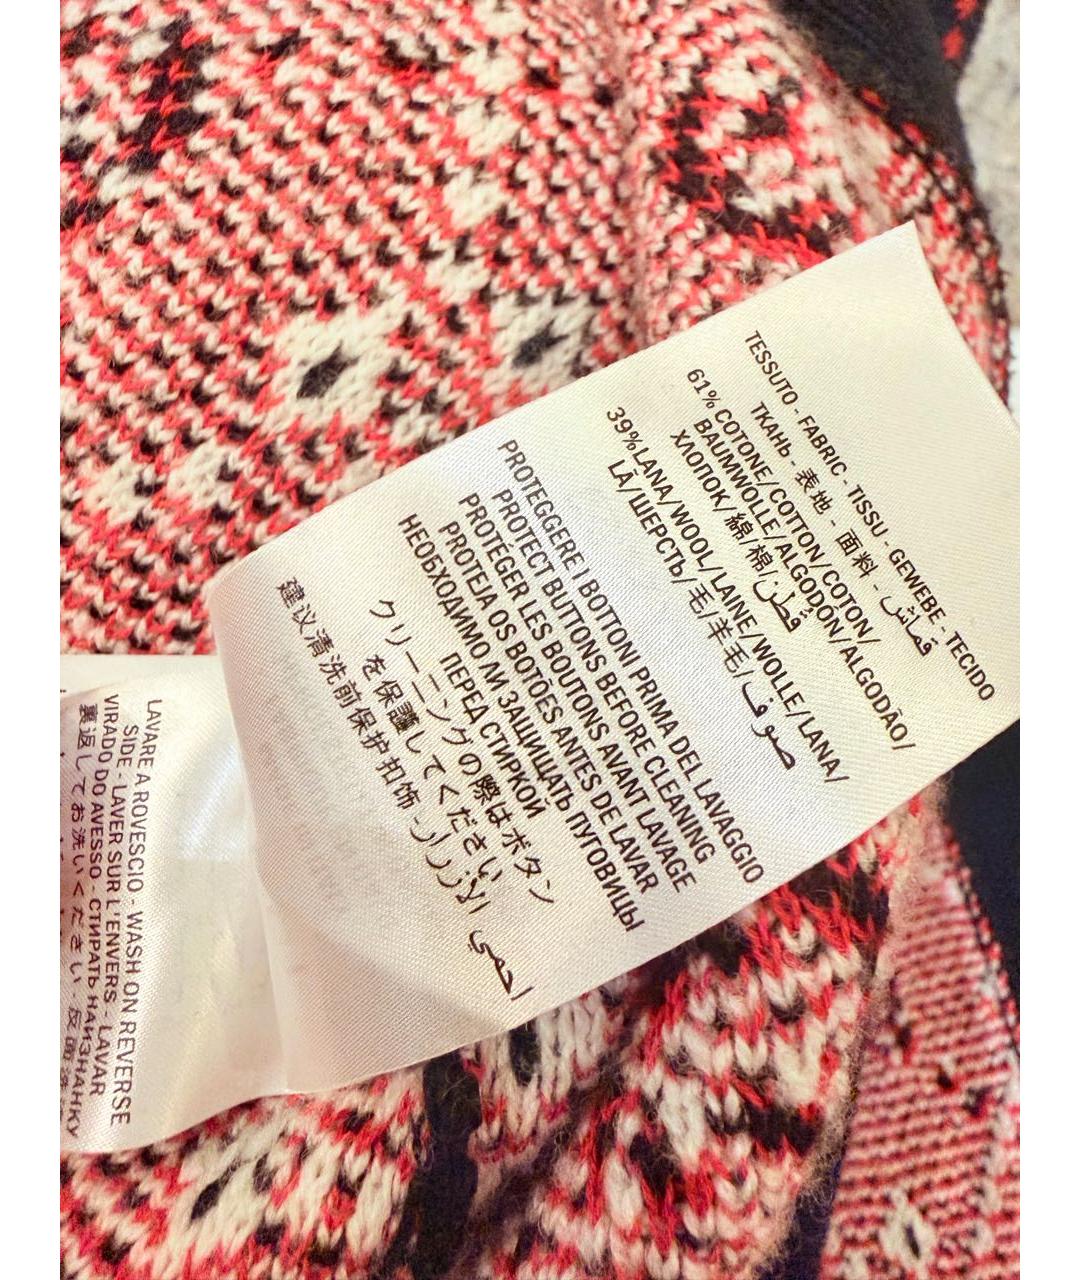 TESSUTO - FABRIC - TISSU - GEWEBE - TECIDO
ТКАНЬ - 表地 - 面料 - قماش
61% COTONE/COTTON/COTON/
BAUMWOLLE/ALGODÓN/ALGODÃO/
ХЛОПОК/綿/棉/قطن
39%LANA/WOOL/LAINE/WOLLE/LANA/
LÃ/ШЕРСТЬ/毛/羊毛/صوف
PROTEGGERE I BOTTONI PRIMA DEL LAVAGGIO
PROTECT BUTTONS BEFORE CLEANING
PROTÉGER LES BOUTONS AVANT LAVAGE
PROTEJA OS BOTÕES ANTES DE LAVAR
НЕОБХОДИМО ЛИ ЗАЩИЩАТЬ ПУГОВИЦЫ
ПЕРЕД СТИРКОЙ
クリーニングの際はボタン
を保護してください
建议清洗前保护扣饰 - احمي الأزرار
LAVARE A ROVESCIO - WASH ON REVERSE
SIDE - LAVER SUR L'ENVERS - LAVAR
VIRADO DO AVESSO - СТИРАТЬ НАИЗНАНКУ
裏返してお洗いください - 反面